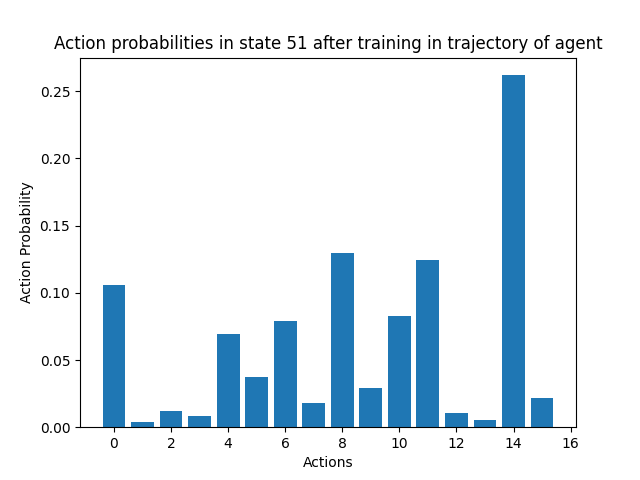 Action probabilities in state 51 after training in trajectory of agent
Action Probability
0.25
0.20
0.15
0.10
0.05
0.00
0 2 4 6 8 10 12 14 16
Actions